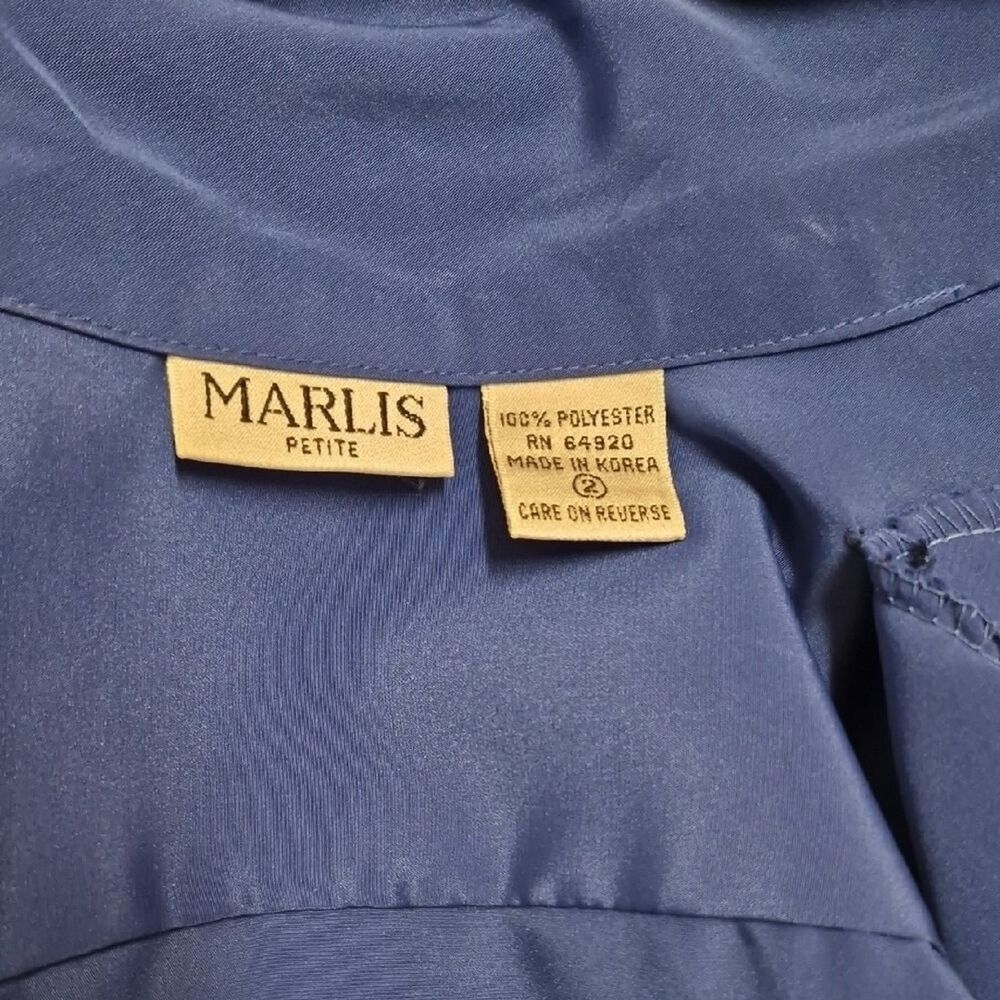 MARLIS
PETITE
100% POLYESTER
RN 64920
MADE IN KOREA
2
CARE ON REVERSE